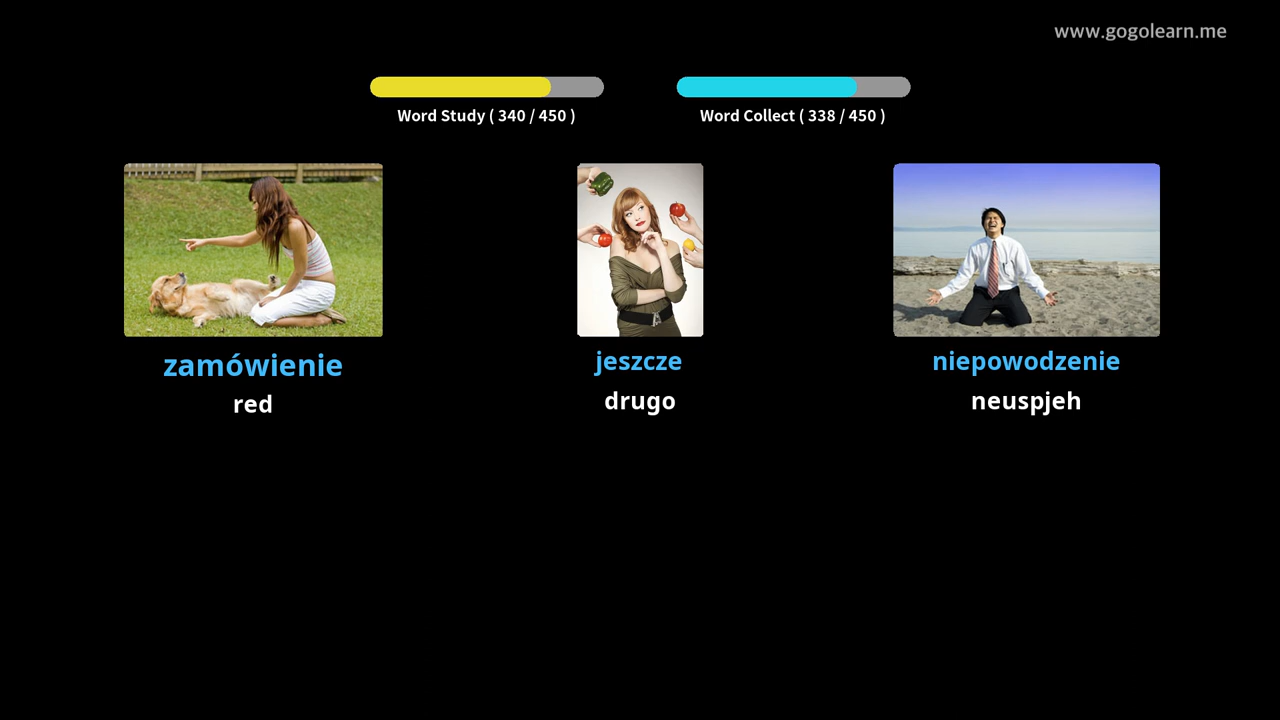 www.gogolearn.me
Word Study ( 340 / 450 )
Word Collect ( 338 / 450 )
zamówienie
red
jeszcze
drugo
niepowodzenie
neuspjeh